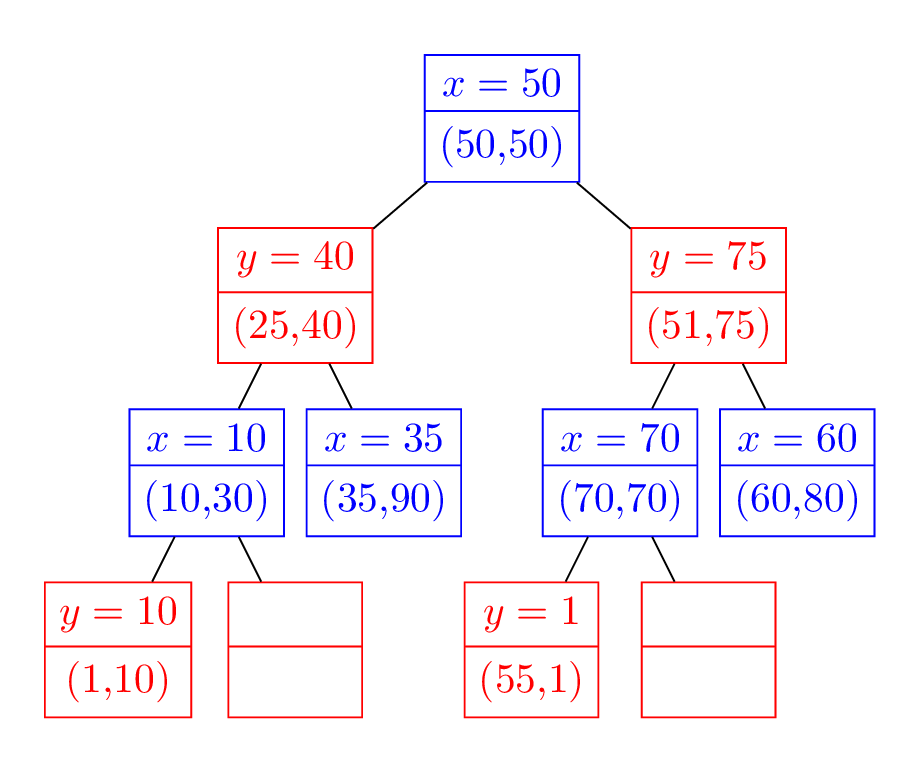 x = 50
(50,50)
y = 40
(25,40)
y = 75
(51,75)
x = 10
(10,30)
x = 35
(35,90)
x = 70
(70,70)
x = 60
(60,80)
y = 10
(1,10)
y = 1
(55,1)